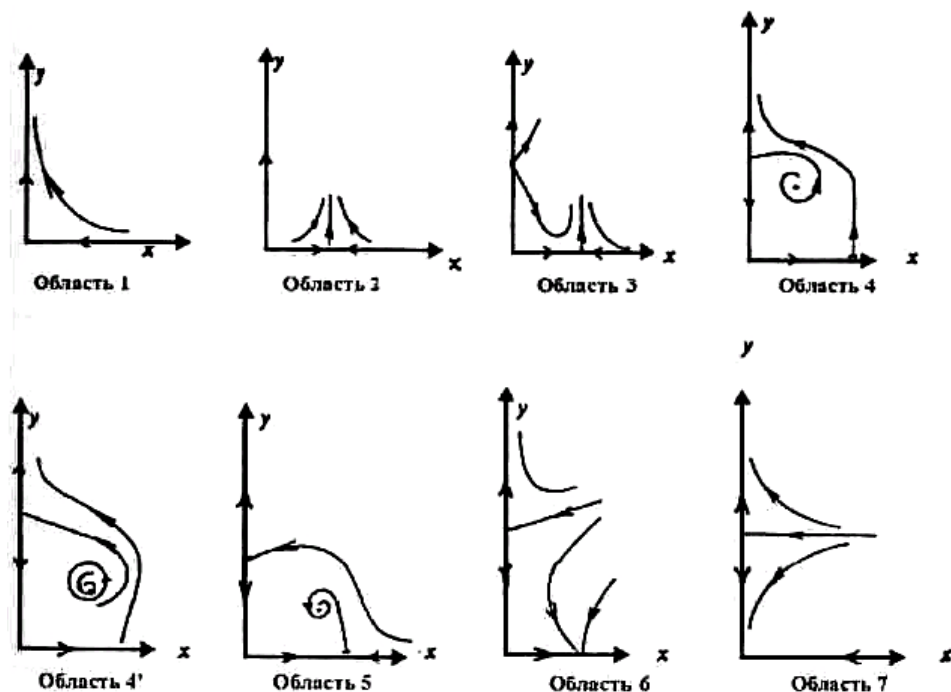 y
y
y
y
x
x
x
x
Область 1
Область 2
Область 3
Область 4
y
y
y
y
x
x
x
x
Область 4'
Область 5
Область 6
Область 7